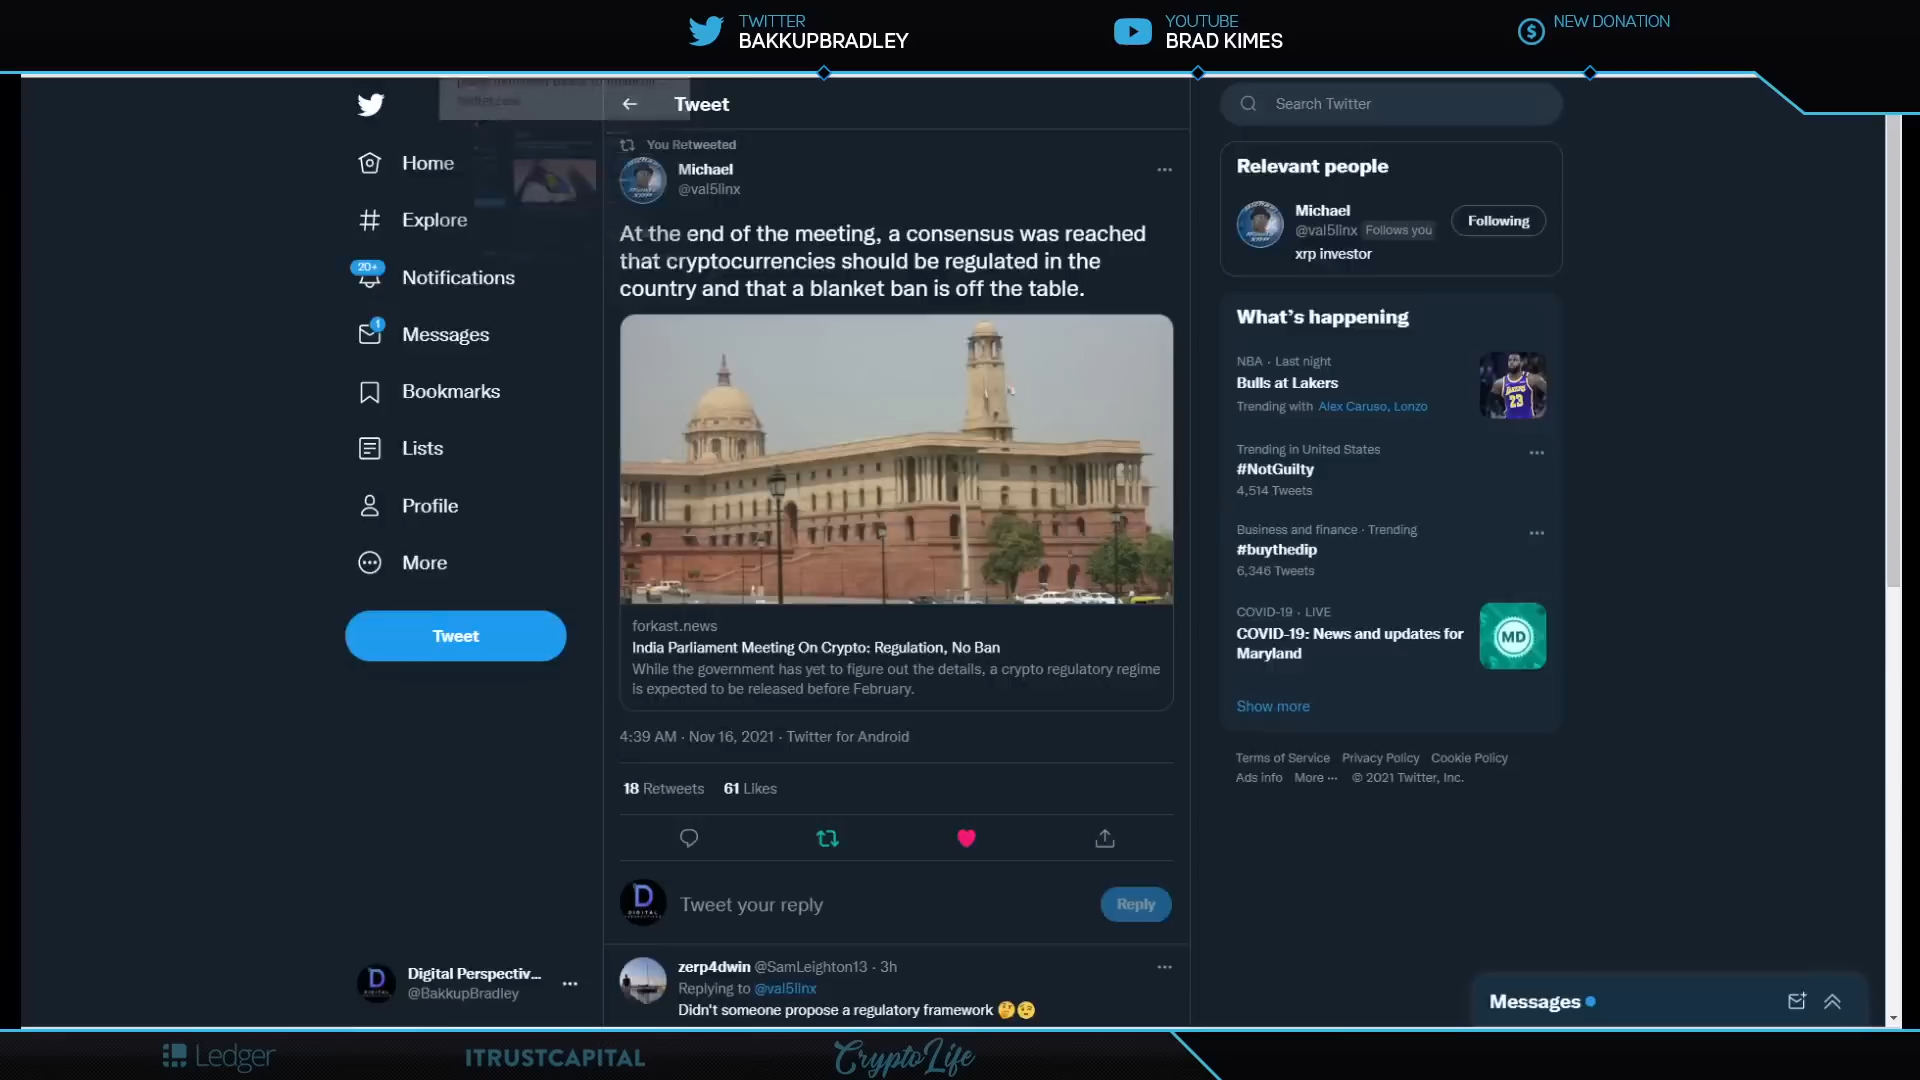 TWITTER
BAKKUPBRADLEY
YOUTUBE
BRAD KIMES
NEW DONATION
Home
Explore
20+
Notifications
1
Messages
Bookmarks
Lists
Profile
More
Tweet
Digital Perspectiv...
@BakkupBradley
Tweet
You Retweeted
Michael
@val5linx
At the end of the meeting, a consensus was reached
that cryptocurrencies should be regulated in the
country and that a blanket ban is off the table.
forkast.news
India Parliament Meeting On Crypto: Regulation, No Ban
While the government has yet to figure out the details, a crypto regulatory regime
is expected to be released before February.
4:39 AM · Nov 16, 2021 · Twitter for Android
18 Retweets 61 Likes
Tweet your reply
Reply
zerp4dwin @SamLeighton13 · 3h
Replying to @val5linx
Didn't someone propose a regulatory framework 🤔😉
Search Twitter
Relevant people
Michael
@val5linx Follows you
Following
xrp investor
What's happening
NBA · Last night
Bulls at Lakers
Trending with Alex Caruso, Lonzo
Trending in United States
#NotGuilty
4,514 Tweets
Business and finance · Trending
#buythedip
6,346 Tweets
COVID-19 · LIVE
COVID-19: News and updates for
Maryland
MD
Show more
Terms of Service Privacy Policy Cookie Policy
Ads info More ··· © 2021 Twitter, Inc.
Messages
Ledger
ITRUSTCAPITAL
CryptoLife